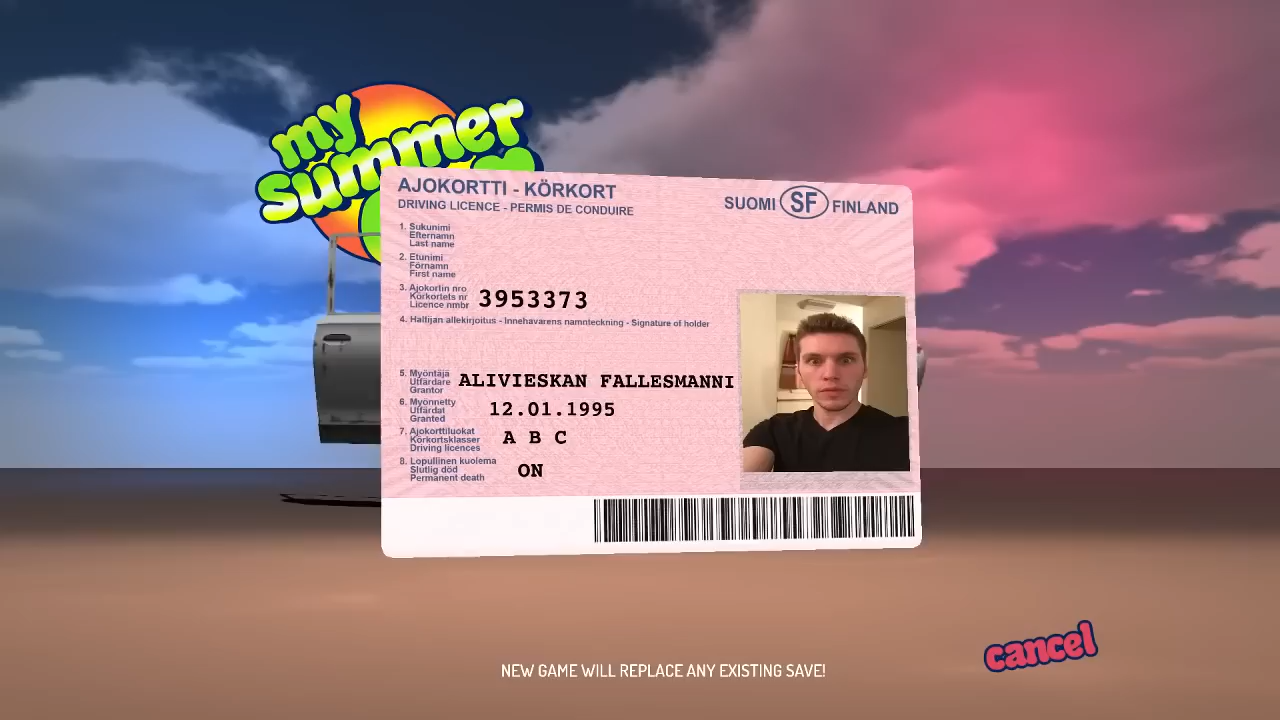 my
summer
AJOKORTTI - KÖRKORT
DRIVING LICENCE - PERMIS DE CONDUIRE
SUOMI SF FINLAND
1. Sukunimi
Efternamn
Last name
2. Etunimi
Förnamn
First name
3. Ajokortin nro
Körkortets nr
Licence nmbr
3953373
4. Haltijan allekirjoitus - Innehavarens namnteckning - Signature of holder
5. Myöntäjä
Utfärdare
Grantor
ALIVIESKAN FALLESMANNI
6. Myönnetty
Utfärdat
Granted
12.01.1995
7. Ajokorttiluokat
Körkortsklasser
Driving licences
A B C
8. Lopullinen kuolema
Slutlig död
Permanent death
ON
cancel
NEW GAME WILL REPLACE ANY EXISTING SAVE!